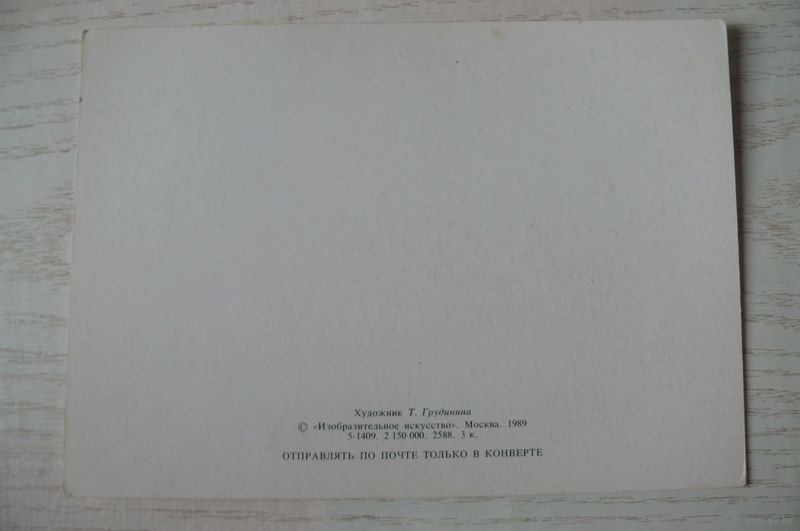 Художник Т. Грудинина
© «Изобразительное искусство». Москва. 1989
5-1409. 2 150 000. 2588. 3 к.
ОТПРАВЛЯТЬ ПО ПОЧТЕ ТОЛЬКО В КОНВЕРТЕ